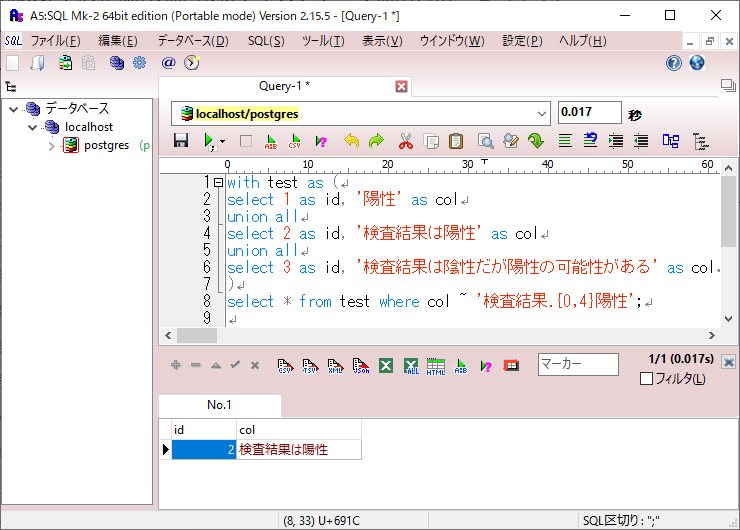 A5:SQL Mk-2 64bit edition (Portable mode) Version 2.15.5 - [Query-1 *]
SQL ファイル(F) 編集(E) データベース(D) SQL(S) ツール(T) 表示(V) ウインドウ(W) 設定(P) ヘルプ(H)
データベース
localhost
postgres (p
Query-1 *
localhost/postgres 0.017 秒
0 10 20 30 40 50 60
1 with test as (
2 select 1 as id, '陽性' as col
3 union all
4 select 2 as id, '検査結果は陽性' as col
5 union all
6 select 3 as id, '検査結果は陰性だが陽性の可能性がある' as col
7 )
8 select * from test where col ~ '検査結果.{0,4}陽性';
9
CSV TSV XML JSon ALL HTML A:B マーカー 1/1 (0.017s)
フィルタ(L)
No.1
id col
2 検査結果は陽性
(8, 33) U+691C SQL区切り: ";"